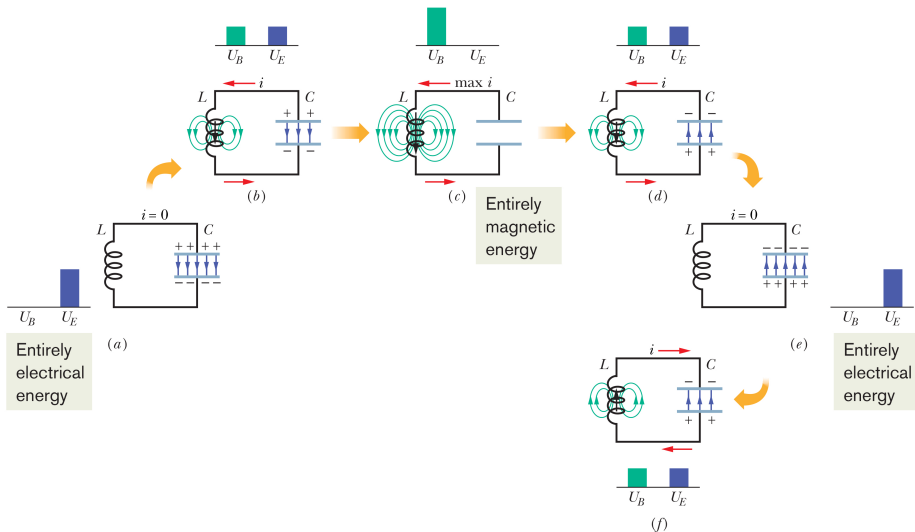 U_B U_E
U_B U_E
U_B U_E
i
L C
+ +
− −
(b)
max i
L C
(c)
i
L C
− −
+ +
(d)
Entirely
magnetic
energy
i = 0
L C
+ + + +
− − − −
(a)
U_B U_E
Entirely
electrical
energy
i = 0
L C
− − − − −
+ + + +
(e)
U_B U_E
Entirely
electrical
energy
i
L C
− −
+ +
U_B U_E
(f)